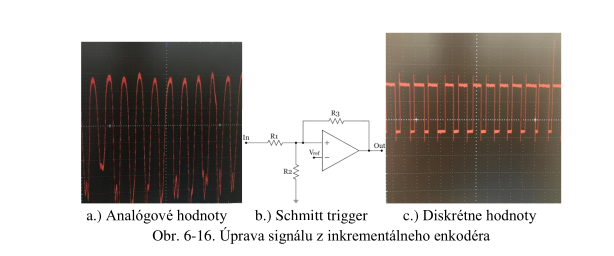 In
R1
R2
R3
Vref
+
−
Out
a.) Analógové hodnoty
b.) Schmitt trigger
c.) Diskrétne hodnoty
Obr. 6-16. Úprava signálu z inkrementálneho enkodéra